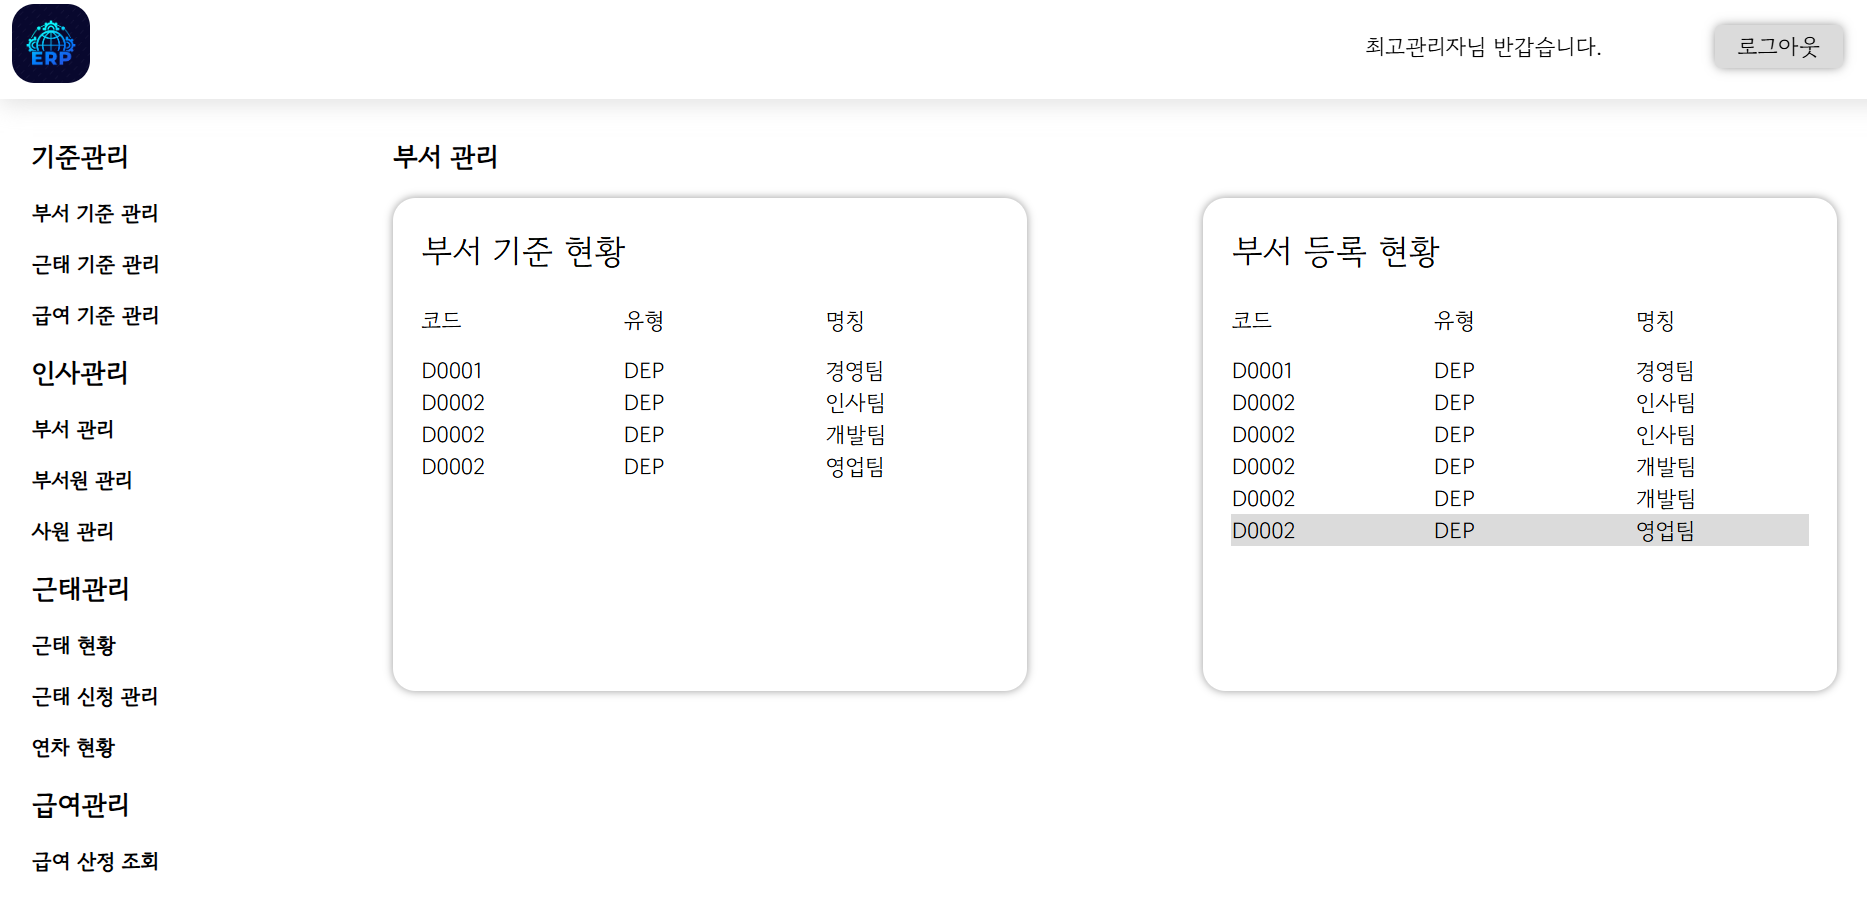 ERP
최고관리자님 반갑습니다.
로그아웃
기준관리
부서 기준 관리
근태 기준 관리
급여 기준 관리
인사관리
부서 관리
부서원 관리
사원 관리
근태관리
근태 현황
근태 신청 관리
연차 현황
급여관리
급여 산정 조회
부서 관리
부서 기준 현황
코드 유형 명칭
D0001 DEP 경영팀
D0002 DEP 인사팀
D0002 DEP 개발팀
D0002 DEP 영업팀
부서 등록 현황
코드 유형 명칭
D0001 DEP 경영팀
D0002 DEP 인사팀
D0002 DEP 인사팀
D0002 DEP 개발팀
D0002 DEP 개발팀
D0002 DEP 영업팀